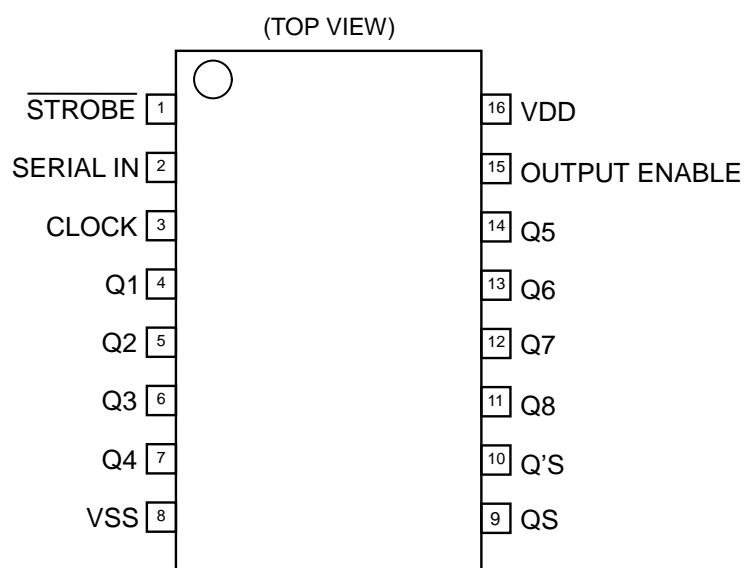 (TOP VIEW)
STROBE 1 16 VDD
SERIAL IN 2 15 OUTPUT ENABLE
CLOCK 3 14 Q5
Q1 4 13 Q6
Q2 5 12 Q7
Q3 6 11 Q8
Q4 7 10 Q’S
VSS 8 9 QS